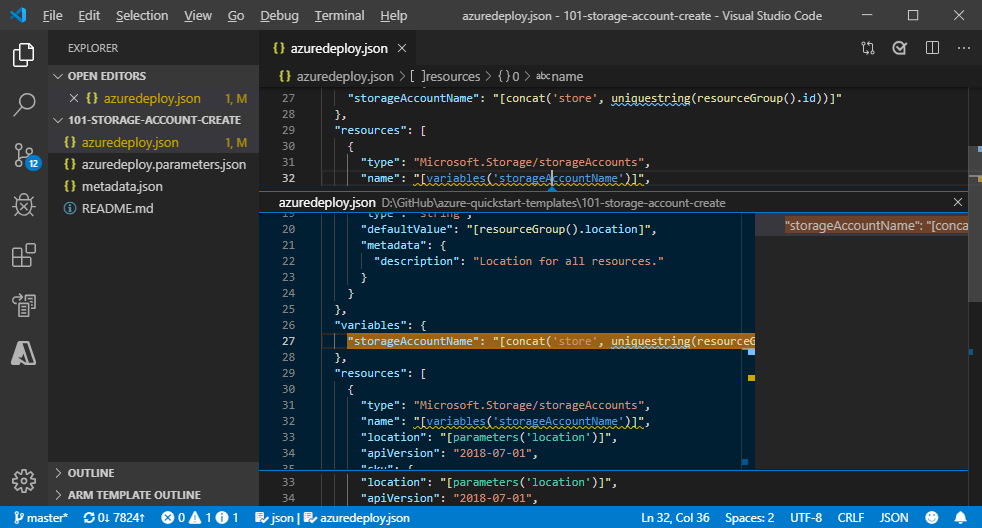 File Edit Selection View Go Debug Terminal Help azuredeploy.json - 101-storage-account-create - Visual Studio Code
EXPLORER
OPEN EDITORS
azuredeploy.json 1, M
101-STORAGE-ACCOUNT-CREATE
azuredeploy.json 1, M
azuredeploy.parameters.json
metadata.json
README.md
12
OUTLINE
ARM TEMPLATE OUTLINE
{} azuredeploy.json
{} azuredeploy.json > [ ]resources > {} 0 > abc name
27 "storageAccountName": "[concat('store', uniquestring(resourceGroup().id))]"
28 },
29 "resources": [
30 {
31 "type": "Microsoft.Storage/storageAccounts",
32 "name": "[variables('storageAccountName')]",
azuredeploy.json D:\GitHub\azure-quickstart-templates\101-storage-account-create
19 "type": "string",
20 "defaultValue": "[resourceGroup().location]",
21 "metadata": {
22 "description": "Location for all resources."
23 }
24 }
25 },
26 "variables": {
27 "storageAccountName": "[concat('store', uniquestring(resourceG
28 },
29 "resources": [
30 {
31 "type": "Microsoft.Storage/storageAccounts",
32 "name": "[variables('storageAccountName')]",
33 "location": "[parameters('location')]",
34 "apiVersion": "2018-07-01",
35 "sku": {
"storageAccountName": "[conca
33 "location": "[parameters('location')]",
34 "apiVersion": "2018-07-01",
master* 0↓ 7824↑ 0 1 1 json | azuredeploy.json Ln 32, Col 36 Spaces: 2 UTF-8 CRLF JSON